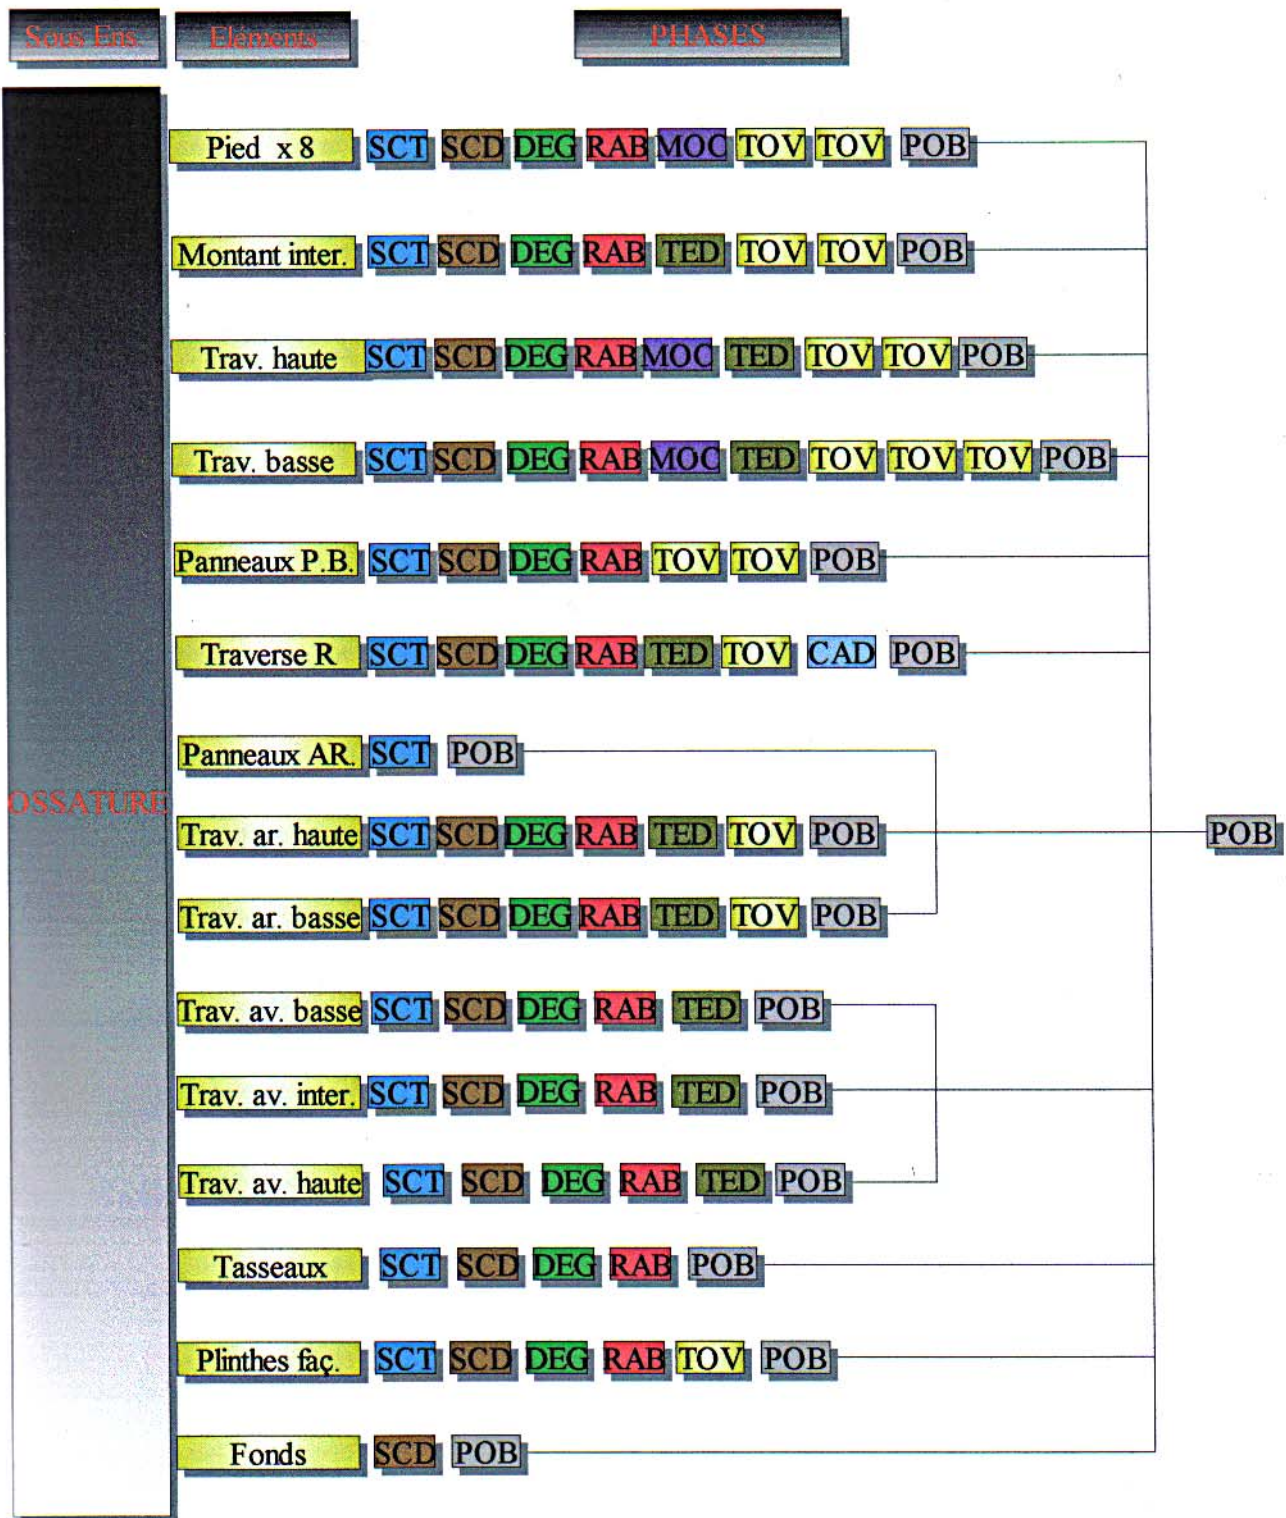 Sous Ens. Eléments PHASES
Pied x 8 SCT SCD DEG RAB MOC TOV TOV POB
Montant inter. SCT SCD DEG RAB TED TOV TOV POB
Trav. haute SCT SCD DEG RAB MOC TED TOV TOV POB
Trav. basse SCT SCD DEG RAB MOC TED TOV TOV TOV POB
Panneaux P.B. SCT SCD DEG RAB TOV TOV POB
Traverse R SCT SCD DEG RAB TED TOV CAD POB
Panneaux AR. SCT POB
OSSATURE
Trav. ar. haute SCT SCD DEG RAB TED TOV POB POB
Trav. ar. basse SCT SCD DEG RAB TED TOV POB
Trav. av. basse SCT SCD DEG RAB TED POB
Trav. av. inter. SCT SCD DEG RAB TED POB
Trav. av. haute SCT SCD DEG RAB TED POB
Tasseaux SCT SCD DEG RAB POB
Plinthes faç. SCT SCD DEG RAB TOV POB
Fonds SCD POB